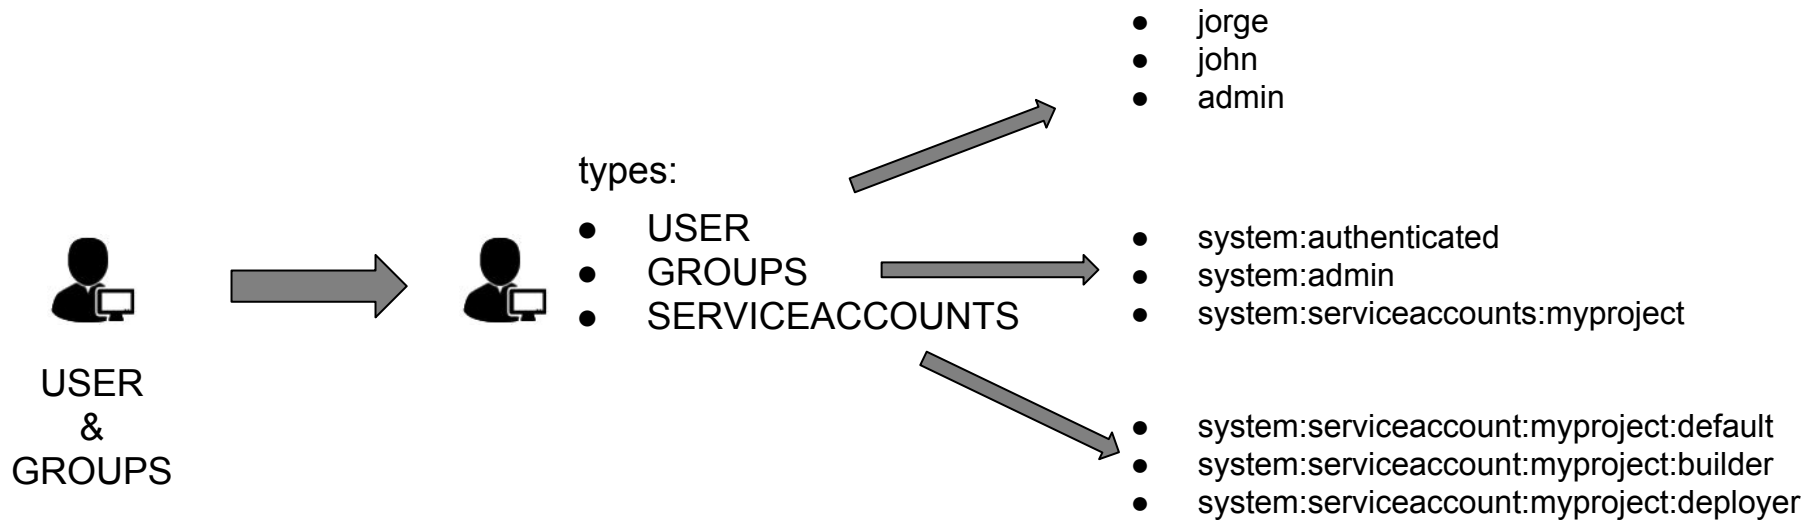 USER
&
GROUPS
types:
● USER
● GROUPS
● SERVICEACCOUNTS
● jorge
● john
● admin
● system:authenticated
● system:admin
● system:serviceaccounts:myproject
● system:serviceaccount:myproject:default
● system:serviceaccount:myproject:builder
● system:serviceaccount:myproject:deployer